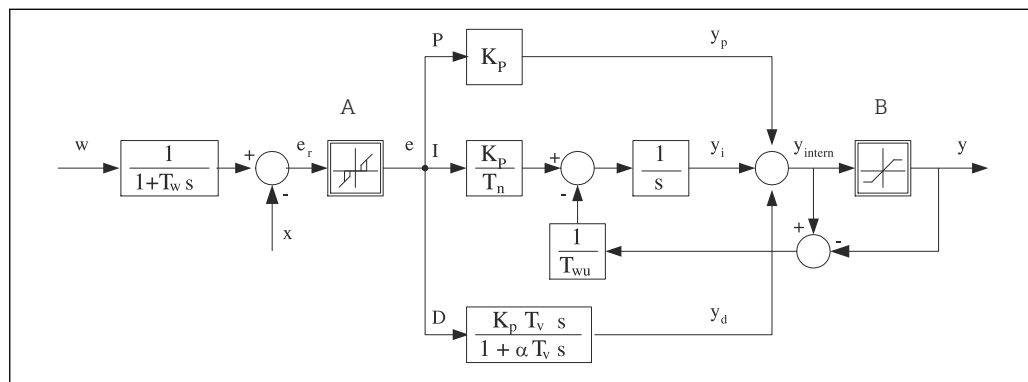 P
y_p
K_P
A
B
w
1
1+T_w s
+
-
e_r
e
I
K_P
T_n
+
-
1
s
y_i
y_intern
y
x
1
T_wu
+
-
D
K_p T_v s
1 + α T_v s
y_d